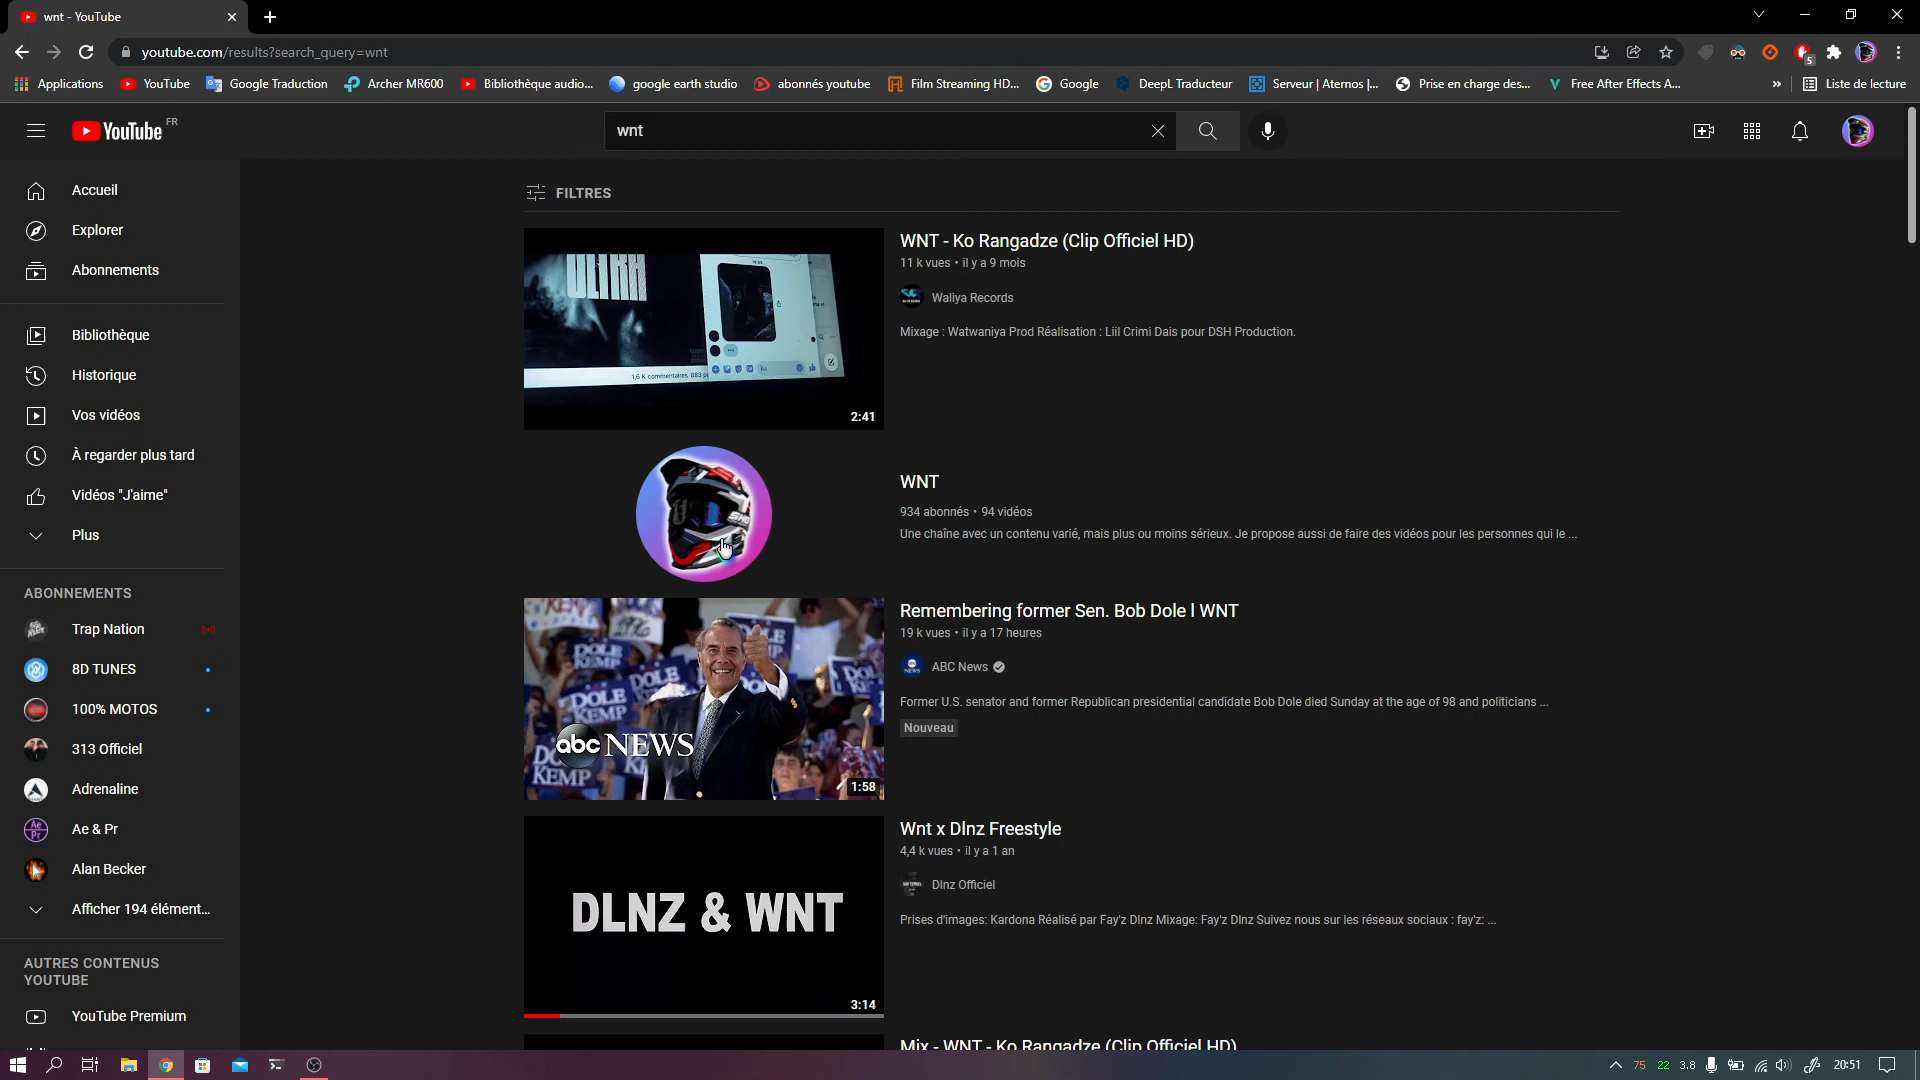 wnt - YouTube
youtube.com/results?search_query=wnt
5
Applications
YouTube
Google Traduction
Archer MR600
Bibliothèque audio...
google earth studio
abonnés youtube
Film Streaming HD...
Google
DeepL Traducteur
Serveur | Aternos |...
Prise en charge des...
Free After Effects A...
»
Liste de lecture
YouTube FR
wnt
Accueil
Explorer
Abonnements
Bibliothèque
Historique
Vos vidéos
À regarder plus tard
Vidéos "J'aime"
Plus
ABONNEMENTS
Trap Nation
8D TUNES
100% MOTOS
313 Officiel
Adrenaline
Ae & Pr
Alan Becker
Afficher 194 élément...
AUTRES CONTENUS
YOUTUBE
YouTube Premium
FILTRES
ULTRA
1,6 K commentaires 883 p
2:41
WNT - Ko Rangadze (Clip Officiel HD)
11 k vues • il y a 9 mois
Waliya Records
Mixage : Watwaniya Prod Réalisation : Liil Crimi Dais pour DSH Production.
WNT
934 abonnés • 94 vidéos
Une chaîne avec un contenu varié, mais plus ou moins sérieux. Je propose aussi de faire des vidéos pour les personnes qui le ...
DOLE
KEMP
abc NEWS
1:58
Remembering former Sen. Bob Dole l WNT
19 k vues • il y a 17 heures
ABC News
Former U.S. senator and former Republican presidential candidate Bob Dole died Sunday at the age of 98 and politicians ...
Nouveau
DLNZ & WNT
3:14
Wnt x Dlnz Freestyle
4,4 k vues • il y a 1 an
Dlnz Officiel
Prises d'images: Kardona Réalisé par Fay'z Dlnz Mixage: Fay'z Dlnz Suivez nous sur les réseaux sociaux : fay'z: ...
Mix - WNT - Ko Rangadze (Clip Officiel HD)
75 22 3.8
20:51